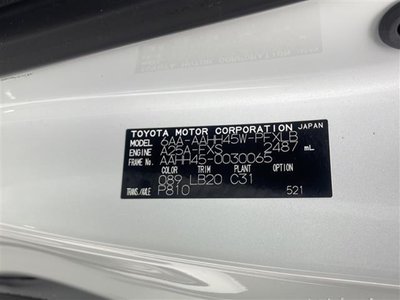 TOYOTA MOTOR CORPORATION JAPAN
MODEL 6AA-AAHH45W-PFXLB
ENGINE A25A-FXS 2487 mL
FRAME No. AAHH45-0030065
COLOR TRIM PLANT OPTION
089 LB20 C31
TRANS./AXLE P810 521